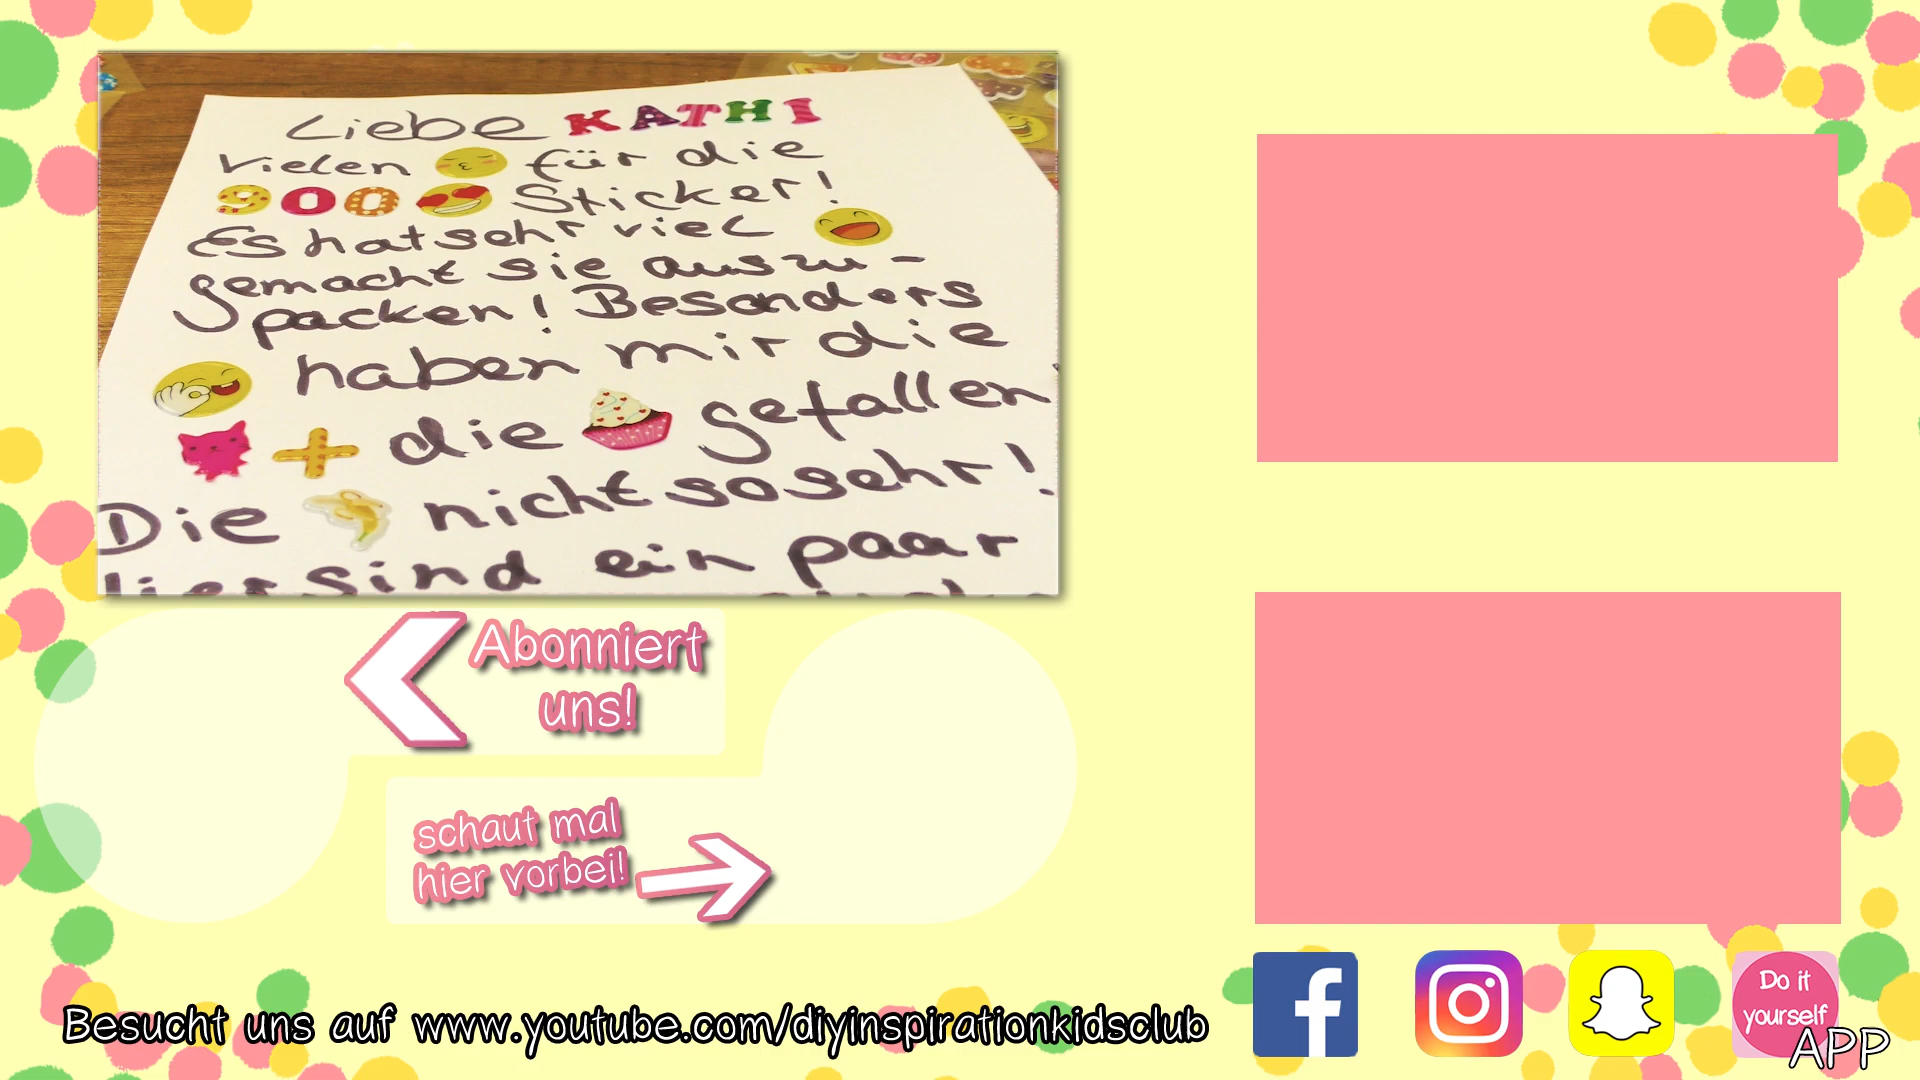 Liebe KATHI
Vielen für die
900 Sticker!
Es hat sehr viel
gemacht sie auszu-
packen! Besonders
haben mir die
+ die gefallen
Die nicht so sehr!
Hier sind ein paar
Abonniert
uns!
schaut mal
hier vorbei!
Besucht uns auf www.youtube.com/diyinspirationkidsclub
Do it
yourself
APP